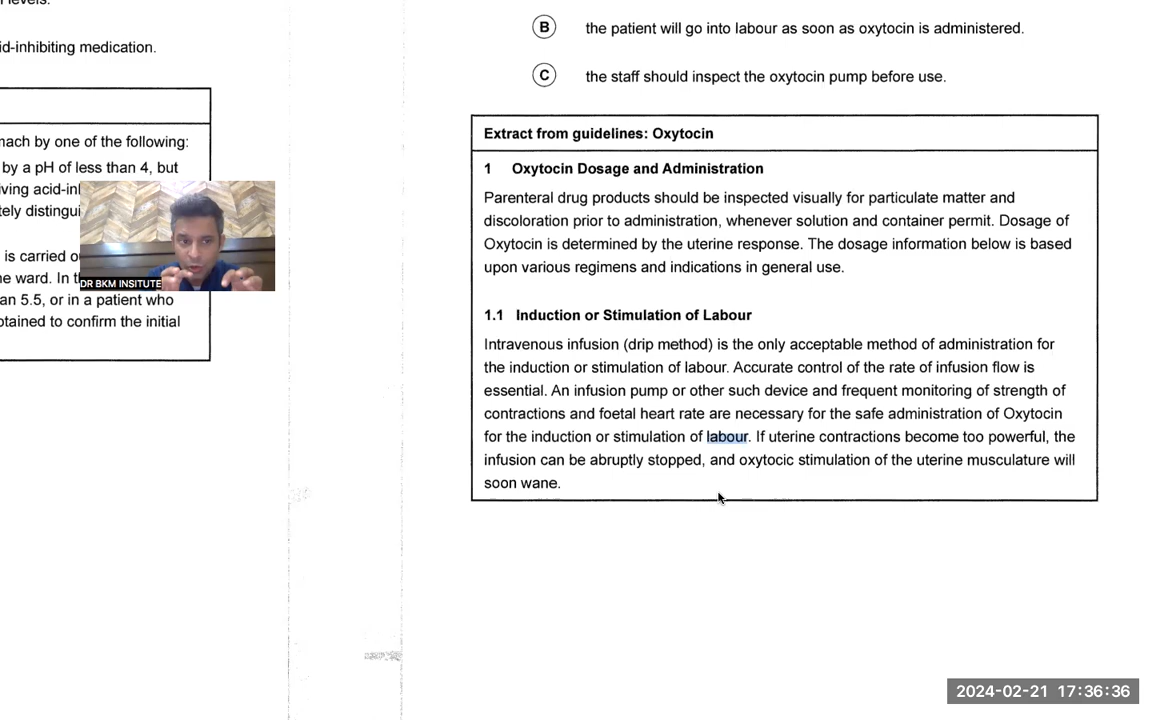 id-inhibiting medication.
nach by one of the following:
by a pH of less than 4, but
iving acid-inl
tely distingui
is carried o
ne ward. In t
an 5.5, or in a patient who
otained to confirm the initial
DR BKM INSITUTE
B the patient will go into labour as soon as oxytocin is administered.
C the staff should inspect the oxytocin pump before use.
Extract from guidelines: Oxytocin
1 Oxytocin Dosage and Administration
Parenteral drug products should be inspected visually for particulate matter and
discoloration prior to administration, whenever solution and container permit. Dosage of
Oxytocin is determined by the uterine response. The dosage information below is based
upon various regimens and indications in general use.
1.1 Induction or Stimulation of Labour
Intravenous infusion (drip method) is the only acceptable method of administration for
the induction or stimulation of labour. Accurate control of the rate of infusion flow is
essential. An infusion pump or other such device and frequent monitoring of strength of
contractions and foetal heart rate are necessary for the safe administration of Oxytocin
for the induction or stimulation of labour. If uterine contractions become too powerful, the
infusion can be abruptly stopped, and oxytocic stimulation of the uterine musculature will
soon wane.
2024-02-21 17:36:36